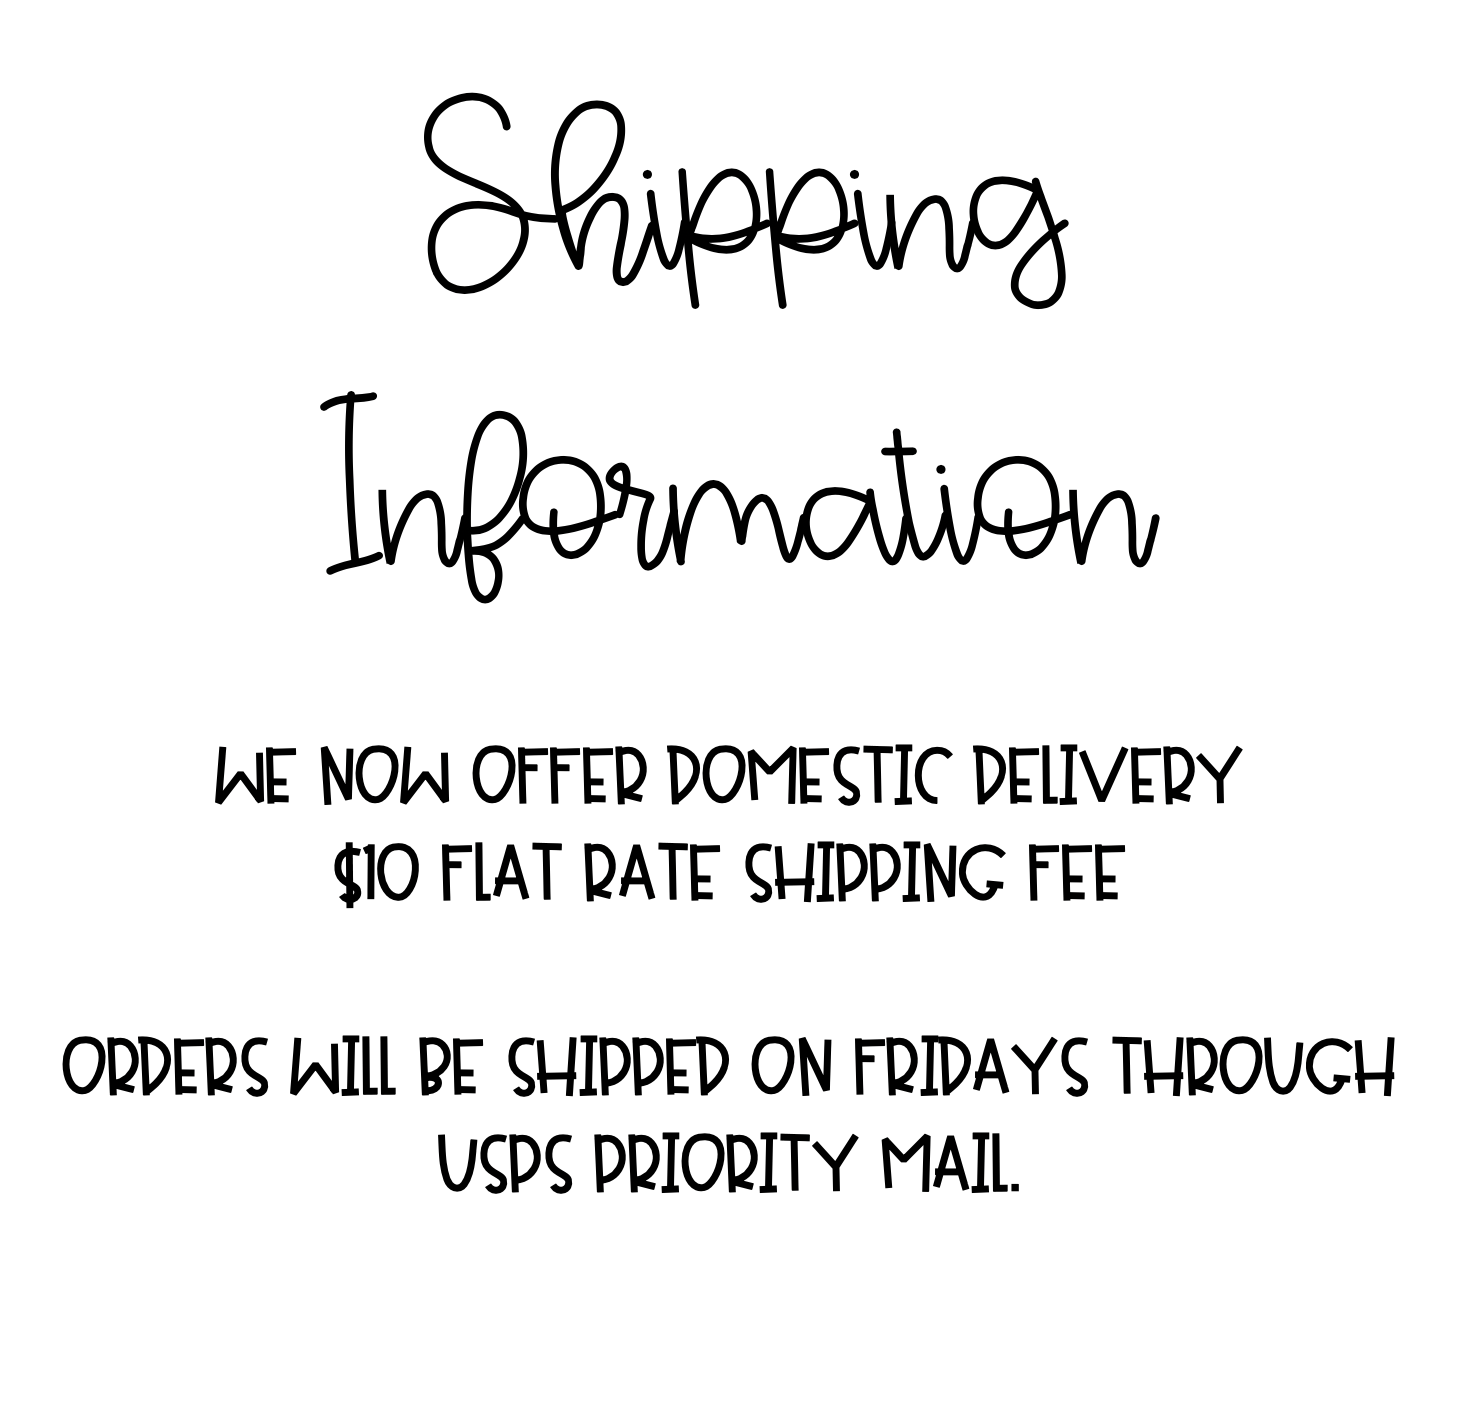 Shipping
Information
WE NOW OFFER DOMESTIC DELIVERY
$10 FLAT RATE SHIPPING FEE
ORDERS WILL BE SHIPPED ON FRIDAYS THROUGH
USPS PRIORITY MAIL.